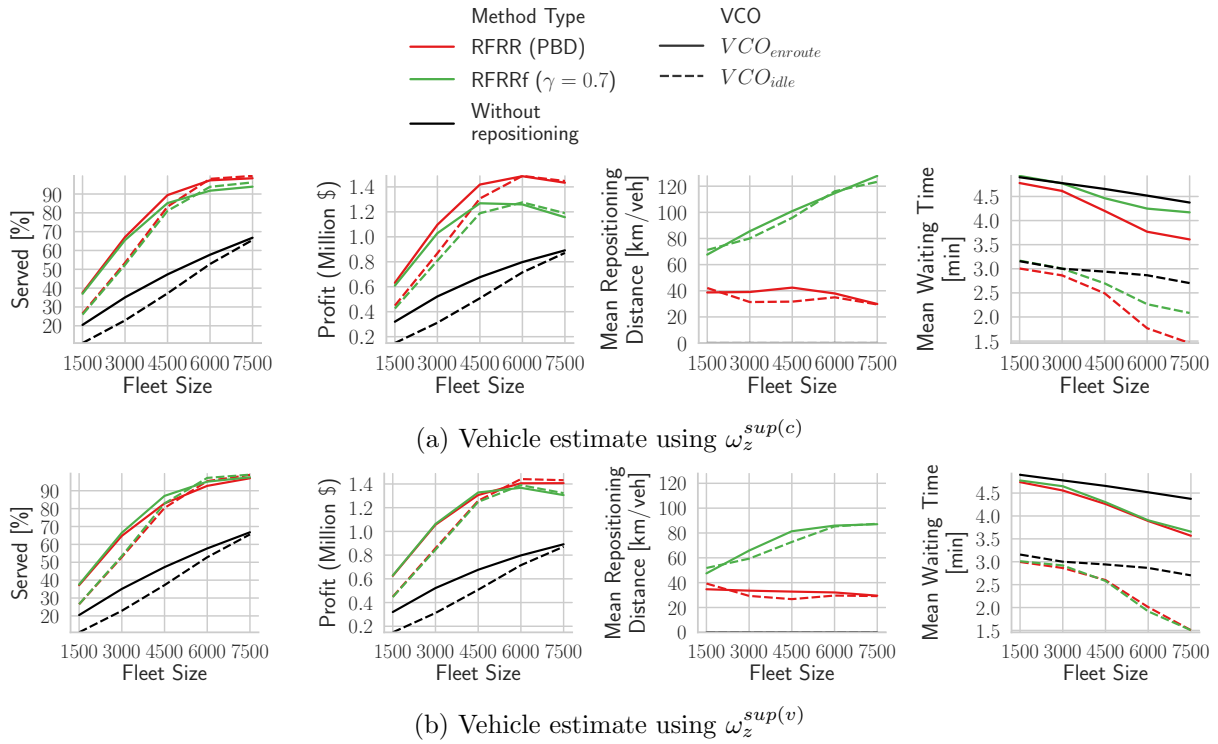 Method Type
RFRR (PBD)
RFRRf (γ = 0.7)
Without
repositioning
VCO
VCO_{enroute}
VCO_{idle}
90
80
70
60
50
40
30
20
Served [%]
1500 3000 4500 6000 7500
Fleet Size
1.4
1.2
1.0
0.8
0.6
0.4
0.2
Profit (Million $)
1500 3000 4500 6000 7500
Fleet Size
120
100
80
60
40
20
0
Mean Repositioning
Distance [km/veh]
1500 3000 4500 6000 7500
Fleet Size
4.5
4.0
3.5
3.0
2.5
2.0
1.5
Mean Waiting Time
[min]
1500 3000 4500 6000 7500
Fleet Size
(a) Vehicle estimate using ω_z^{sup(c)}
90
80
70
60
50
40
30
20
Served [%]
1500 3000 4500 6000 7500
Fleet Size
1.4
1.2
1.0
0.8
0.6
0.4
0.2
Profit (Million $)
1500 3000 4500 6000 7500
Fleet Size
120
100
80
60
40
20
0
Mean Repositioning
Distance [km/veh]
1500 3000 4500 6000 7500
Fleet Size
4.5
4.0
3.5
3.0
2.5
2.0
1.5
Mean Waiting Time
[min]
1500 3000 4500 6000 7500
Fleet Size
(b) Vehicle estimate using ω_z^{sup(v)}